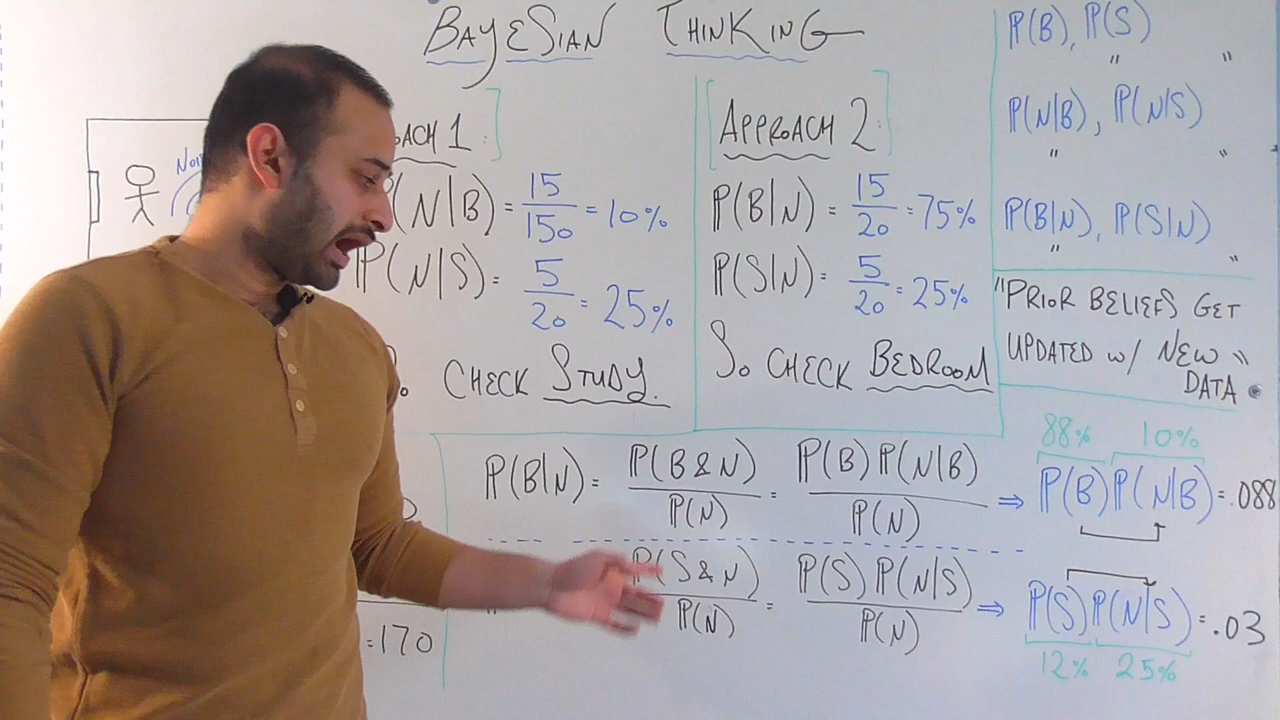 BAYESIAN THINKING
OACH 1:
(N|B) = 15/150 = 10%
P(N|S) = 5/20 = 25%
CHECK STUDY.
APPROACH 2:
P(B|N) = 15/20 = 75%
P(S|N) = 5/20 = 25%
So CHECK BEDROOM
P(B), P(S)
" "
P(N|B), P(N|S)
" "
P(B|N), P(S|N)
" "
"PRIOR BELIEFS GET
UPDATED w/ NEW
DATA"
P(B|N) = P(B&N)/P(N) = P(B)P(N|B)/P(N) ⇒ P(B)P(N|B) = .088
88% 10%
P(S&N)/P(N) = P(S)P(N|S)/P(N) ⇒ P(S)P(N|S) = .03
12% 25%
=170